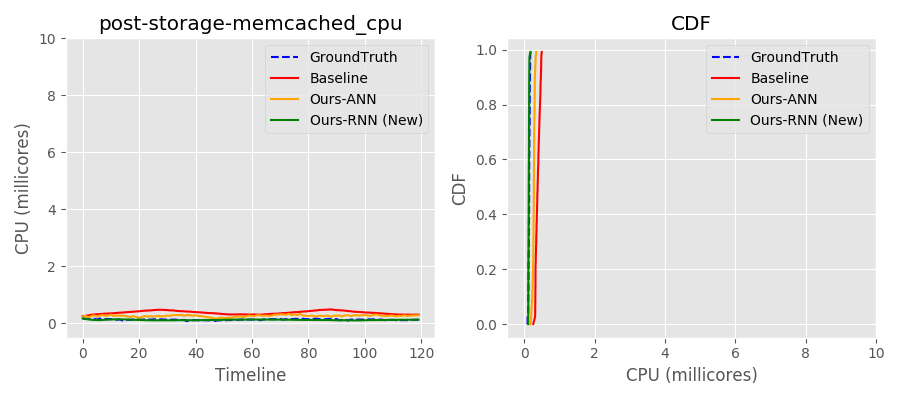 post-storage-memcached_cpu
CPU (millicores)
10
8
6
4
2
0
0 20 40 60 80 100 120
Timeline
GroundTruth
Baseline
Ours-ANN
Ours-RNN (New)
CDF
CDF
1.0
0.8
0.6
0.4
0.2
0.0
0 2 4 6 8 10
CPU (millicores)
GroundTruth
Baseline
Ours-ANN
Ours-RNN (New)